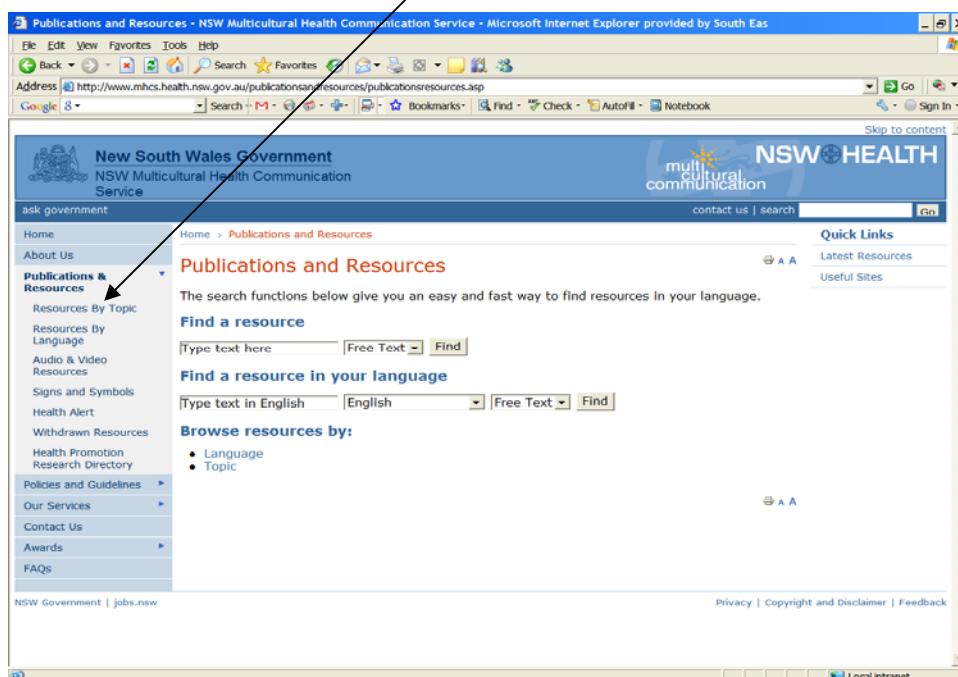 Publications and Resources - NSW Multicultural Health Communication Service - Microsoft Internet Explorer provided by South Eas
File Edit View Favorites Tools Help
Back Search Favorites
Address http://www.mhcs.health.nsw.gov.au/publicationsandresources/publicationsresources.asp Go
Google Search Bookmarks Find Check AutoFill Notebook Sign In
Skip to content
New South Wales Government
NSW Multicultural Health Communication
Service
multi
cultural
communication
NSW HEALTH
ask government
contact us | search Go
Home
About Us
Publications &
Resources
Resources By Topic
Resources By
Language
Audio & Video
Resources
Signs and Symbols
Health Alert
Withdrawn Resources
Health Promotion
Research Directory
Policies and Guidelines
Our Services
Contact Us
Awards
FAQs
Home > Publications and Resources
Publications and Resources
A A
The search functions below give you an easy and fast way to find resources in your language.
Find a resource
Type text here Free Text Find
Find a resource in your language
Type text in English English Free Text Find
Browse resources by:
• Language
• Topic
A A
Quick Links
Latest Resources
Useful Sites
NSW Government | jobs.nsw
Privacy | Copyright and Disclaimer | Feedback
Local intranet